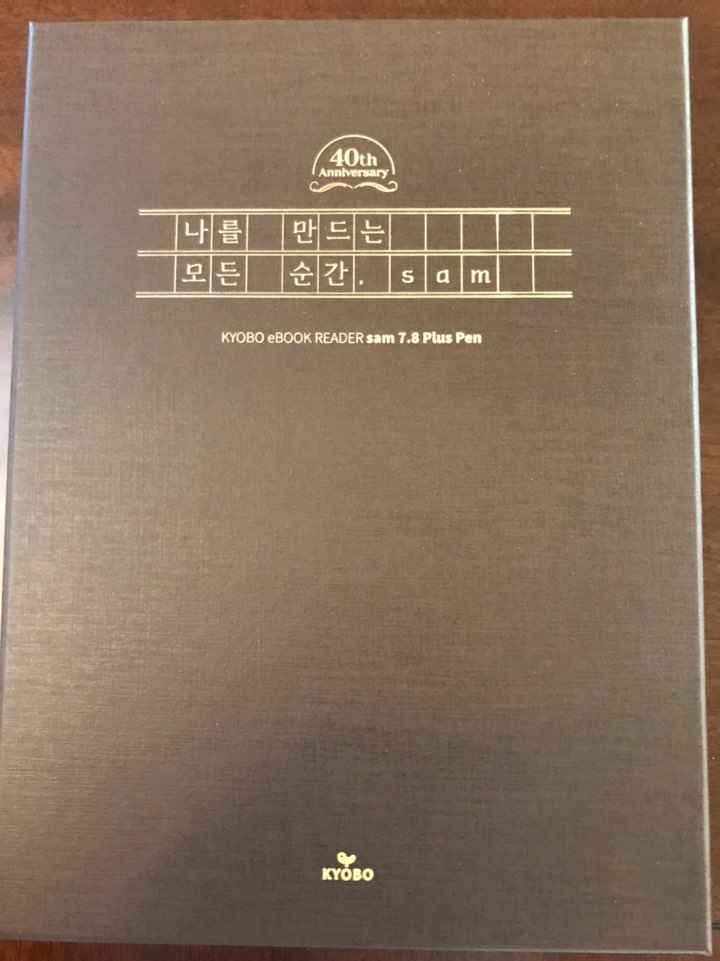 40th
Anniversary
나를 만드는
모든 순간, sam
KYOBO eBOOK READER sam 7.8 Plus Pen
KYOBO